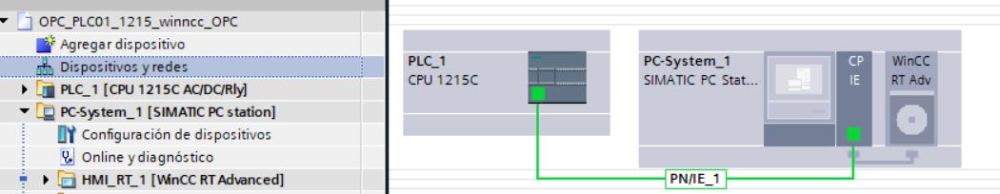 OPC_PLC01_1215_winncc_OPC
Agregar dispositivo
Dispositivos y redes
PLC_1 [CPU 1215C AC/DC/Rly]
PC-System_1 [SIMATIC PC station]
Configuración de dispositivos
Online y diagnóstico
HMI_RT_1 [WinCC RT Advanced]
PLC_1
CPU 1215C
PC-System_1
SIMATIC PC Stat...
CP
IE
WinCC
RT Adv
PN/IE_1